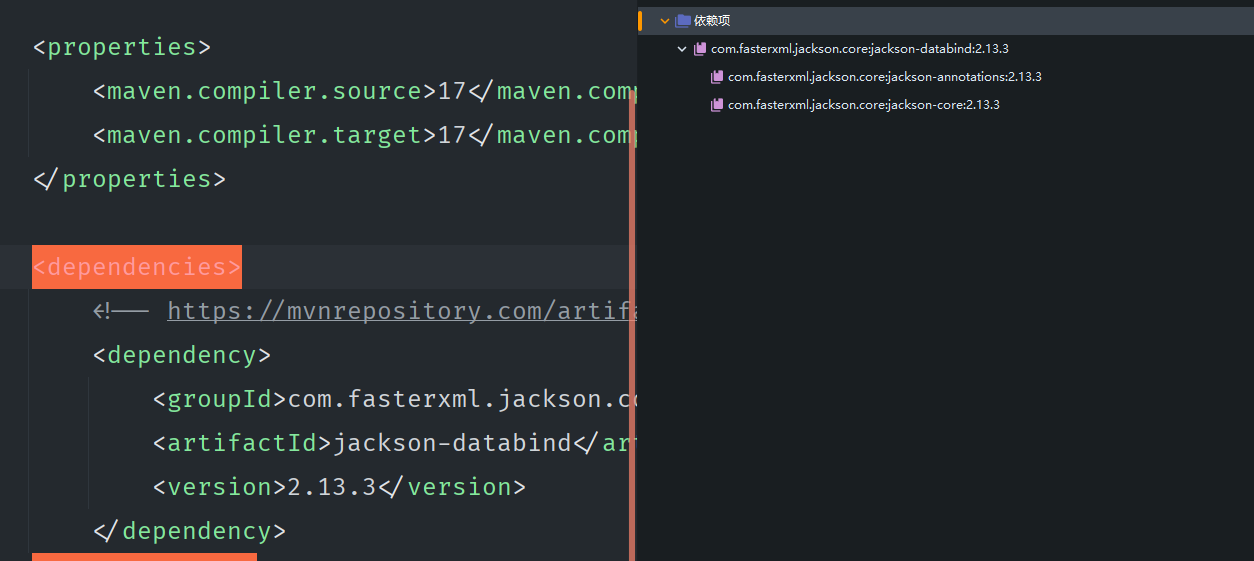 <properties>
<maven.compiler.source>17</maven.comp
<maven.compiler.target>17</maven.comp
</properties>
<dependencies>
<!-- https://mvnrepository.com/artifa
<dependency>
<groupId>com.fasterxml.jackson.co
<artifactId>jackson-databind</art
<version>2.13.3</version>
</dependency>
依赖项
com.fasterxml.jackson.core:jackson-databind:2.13.3
com.fasterxml.jackson.core:jackson-annotations:2.13.3
com.fasterxml.jackson.core:jackson-core:2.13.3